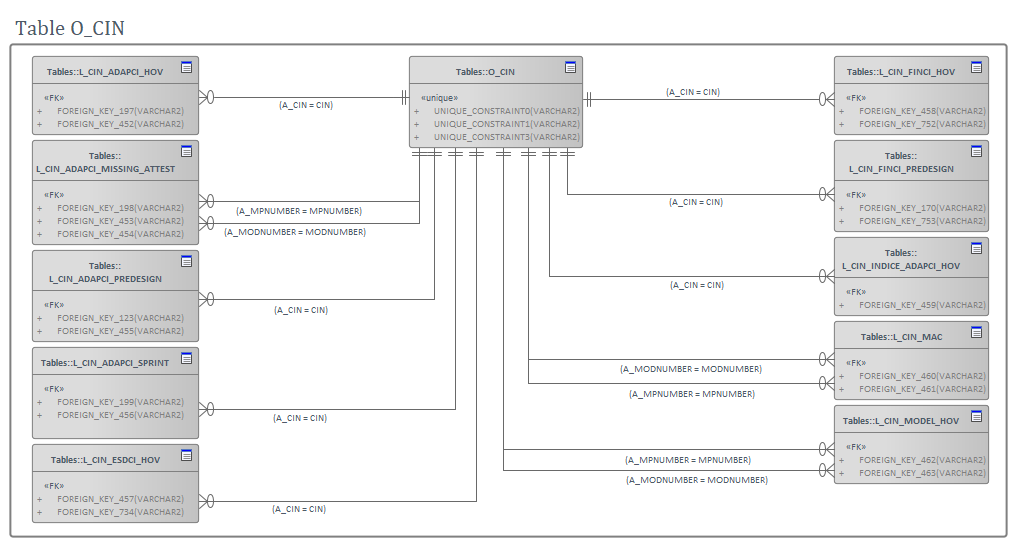 Table O_CIN
Tables::L_CIN_ADAPCI_HOV
«FK»
+ FOREIGN_KEY_197(VARCHAR2)
+ FOREIGN_KEY_452(VARCHAR2)
(A_CIN = CIN)
Tables::
L_CIN_ADAPCI_MISSING_ATTEST
«FK»
+ FOREIGN_KEY_198(VARCHAR2)
+ FOREIGN_KEY_453(VARCHAR2)
+ FOREIGN_KEY_454(VARCHAR2)
(A_MPNUMBER = MPNUMBER)
(A_MODNUMBER = MODNUMBER)
Tables::
L_CIN_ADAPCI_PREDESIGN
«FK»
+ FOREIGN_KEY_123(VARCHAR2)
+ FOREIGN_KEY_455(VARCHAR2)
(A_CIN = CIN)
Tables::L_CIN_ADAPCI_SPRINT
«FK»
+ FOREIGN_KEY_199(VARCHAR2)
+ FOREIGN_KEY_456(VARCHAR2)
(A_CIN = CIN)
Tables::L_CIN_ESDCI_HOV
«FK»
+ FOREIGN_KEY_457(VARCHAR2)
+ FOREIGN_KEY_734(VARCHAR2)
(A_CIN = CIN)
Tables::O_CIN
«unique»
+ UNIQUE_CONSTRAINT0(VARCHAR2)
+ UNIQUE_CONSTRAINT1(VARCHAR2)
+ UNIQUE_CONSTRAINT3(VARCHAR2)
(A_CIN = CIN)
Tables::L_CIN_FINCI_HOV
«FK»
+ FOREIGN_KEY_458(VARCHAR2)
+ FOREIGN_KEY_752(VARCHAR2)
(A_CIN = CIN)
Tables::
L_CIN_FINCI_PREDESIGN
«FK»
+ FOREIGN_KEY_170(VARCHAR2)
+ FOREIGN_KEY_753(VARCHAR2)
(A_CIN = CIN)
Tables::
L_CIN_INDICE_ADAPCI_HOV
«FK»
+ FOREIGN_KEY_459(VARCHAR2)
(A_MODNUMBER = MODNUMBER)
(A_MPNUMBER = MPNUMBER)
Tables::L_CIN_MAC
«FK»
+ FOREIGN_KEY_460(VARCHAR2)
+ FOREIGN_KEY_461(VARCHAR2)
(A_MPNUMBER = MPNUMBER)
(A_MODNUMBER = MODNUMBER)
Tables::L_CIN_MODEL_HOV
«FK»
+ FOREIGN_KEY_462(VARCHAR2)
+ FOREIGN_KEY_463(VARCHAR2)